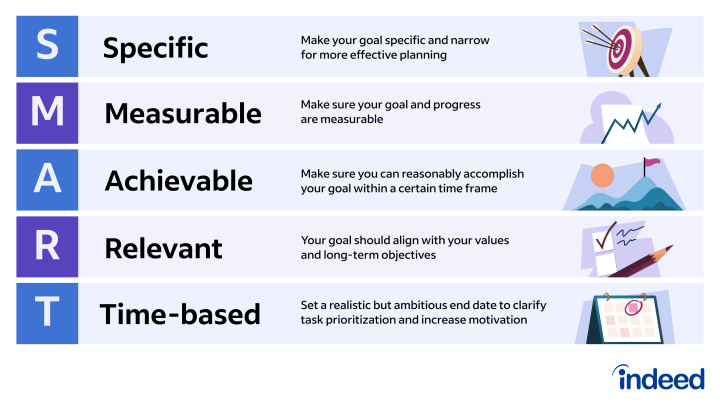 S
Specific
Make your goal specific and narrow
for more effective planning
M
Measurable
Make sure your goal and progress
are measurable
A
Achievable
Make sure you can reasonably accomplish
your goal within a certain time frame
R
Relevant
Your goal should align with your values
and long-term objectives
T
Time-based
Set a realistic but ambitious end date to clarify
task prioritization and increase motivation
indeed